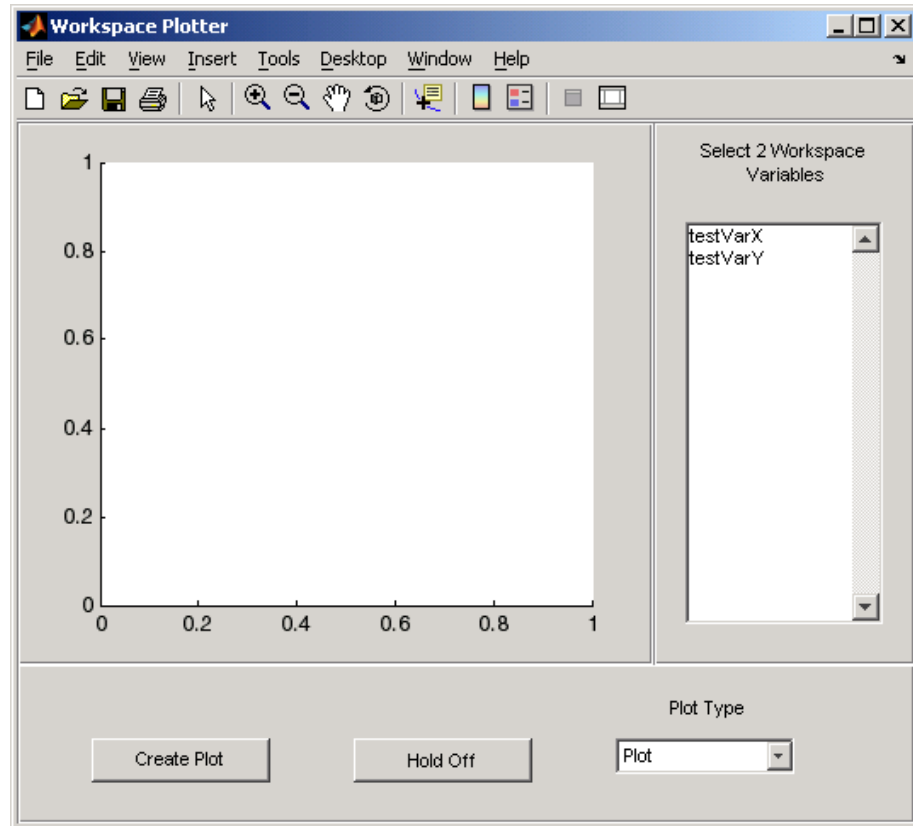 Workspace Plotter
File Edit View Insert Tools Desktop Window Help
1
0.8
0.6
0.4
0.2
0
0 0.2 0.4 0.6 0.8 1
Select 2 Workspace
Variables
testVarX
testVarY
Create Plot
Hold Off
Plot Type
Plot